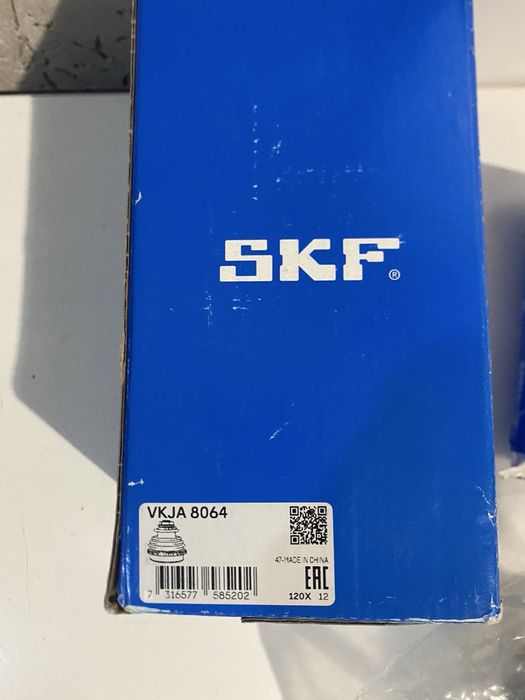 SKF®
VKJA 8064
47-MADE IN CHINA
EAC
7 316577 585202
120X 12